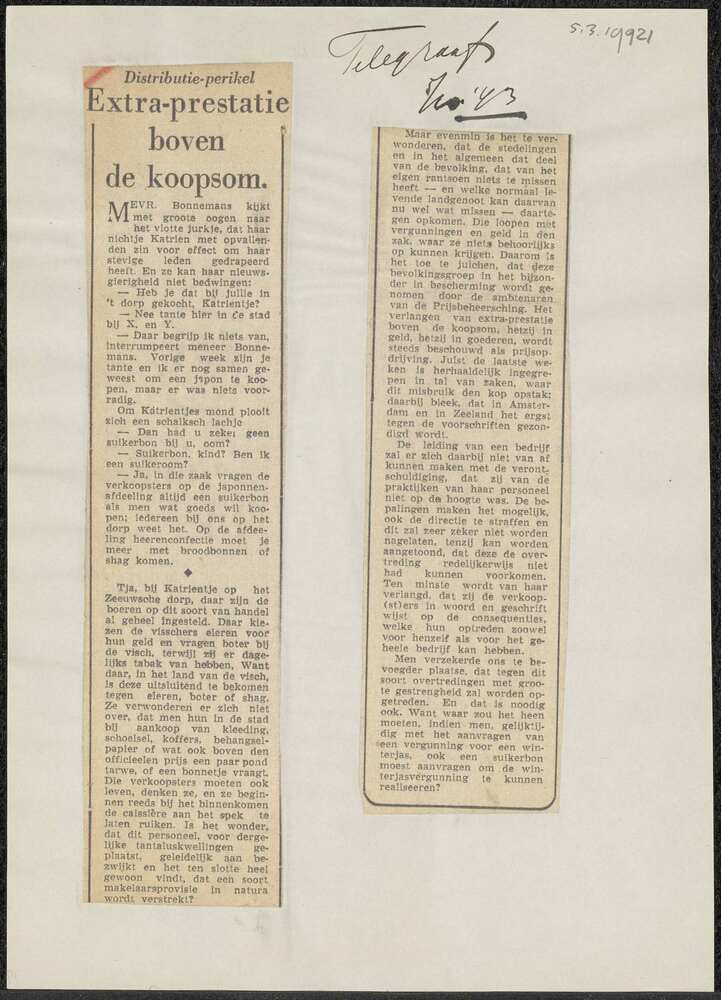 Telegraaf
'43
5.3.19921
Distributie-perikel
Extra-prestatie
boven
de koopsom.
MEVR. Bonnemans kijkt
met groote oogen naar
het vlotte jurkje, dat haar
nichtje Katrien met opvallen-
den zin voor effect om haar
stevige leden gedrapeerd
heeft. En ze kan haar nieuws-
gierigheid niet bedwingen:
— Heb je dat bij jullie in
't dorp gekocht, Katrientje?
— Nee tante hier in de stad
bij X. en Y.
— Daar begrijp ik niets van,
interrumpeert meneer Bonne-
mans. Vorige week zijn je
tante en ik er nog samen ge-
weest om een japon te koo-
pen, maar er was niets voor-
radig.
Om Katrientjes mond plooit
zich een schalksch lachje
— Dan had u zeker geen
suikerbon bij u, oom?
— Suikerbon, kind? Ben ik
een suikeroom?
— Ja, in die zaak vragen de
verkoopsters op de japonnen-
afdeeling altijd een suikerbon
als men wat goeds wil koo-
pen; iedereen bij ons op het
dorp weet het. Op de afdee-
ling heerenconfectie moet je
meer met broodbonnen of
shag komen.
◆
Tja, bij Katrientje op het
Zeeuwsche dorp, daar zijn de
boeren op dit soort van handel
al geheel ingesteld. Daar kie-
zen de visschers eieren voor
hun geld en vragen boter bij
de visch, terwijl zij er dage-
lijks tabak van hebben, Want
daar, in het land van de visch,
is deze uitsluitend te bekomen
tegen eieren, boter of shag.
Ze verwonderen er zich niet
over, dat men hun in de stad
bij aankoop van kleeding,
schoeisel, koffers, behangsel-
papier of wat ook boven den
officieelen prijs een paar pond
tarwe, of een bonnetje vraagt.
Die verkoopsters moeten ook
leven, denken ze, en ze begin-
nen reeds bij het binnenkomen
de caissière aan het spek te
laten ruiken. Is het wonder,
dat dit personeel, voor derge-
lijke tantaluskwellingen ge-
plaatst, geleidelijk aan be-
zwijkt en het ten slotte heel
gewoon vindt, dat een soort
makelaarsprovisie in natura
wordt verstrekt?
Maar evenmin is het te ver-
wonderen, dat de stedelingen
en in het algemeen dat deel
van de bevolking, dat van het
eigen rantsoen niets te missen
heeft — en welke normaal le-
vende landgenoot kan daarvan
nu wel wat missen — daarte-
gen opkomen. Die loopen met
vergunningen en geld in den
zak, waar ze niets behoorlijks
op kunnen krijgen. Daarom is
het toe te juichen, dat deze
bevolkingsgroep in het bijzon-
der in bescherming wordt ge-
nomen door de ambtenaren
van de Prijsbeheersching. Het
verlangen van extra-prestatie
boven de koopsom, hetzij in
geld, hetzij in goederen, wordt
steeds beschouwd als prijsop-
drijving. Juist de laatste we-
ken is herhaaldelijk ingegre-
pen in tal van zaken, waar
dit misbruik den kop opstak;
daarbij bleek, dat in Amster-
dam en in Zeeland het ergst
tegen de voorschriften gezon-
digd wordt.
De leiding van een bedrijf
zal er zich daarbij niet van af
kunnen maken met de veront-
schuldiging, dat zij van de
praktijken van haar personeel
niet op de hoogte was. De be-
palingen maken het mogelijk,
ook de directie te straffen en
dit zal zeer zeker niet worden
nagelaten, tenzij kan worden
aangetoond, dat deze de over-
treding redelijkerwijs niet
had kunnen voorkomen.
Ten minste wordt van haar
verlangd, dat zij de verkoop-
(st)ers in woord en geschrift
wijst op de consequenties,
welke hun optreden zoowel
voor henzelf als voor het ge-
heele bedrijf kan hebben.
Men verzekerde ons te be-
voegder plaatse, dat tegen dit
soort overtredingen met groo-
te gestrengheid zal worden op-
getreden. En dat is noodig
ook. Want waar zou het heen
moeten, indien men, gelijktij-
dig met het aanvragen van
een vergunning voor een win-
terjas, ook een suikerbon
moest aanvragen om de win-
terjasvergunning te kunnen
realiseeren?